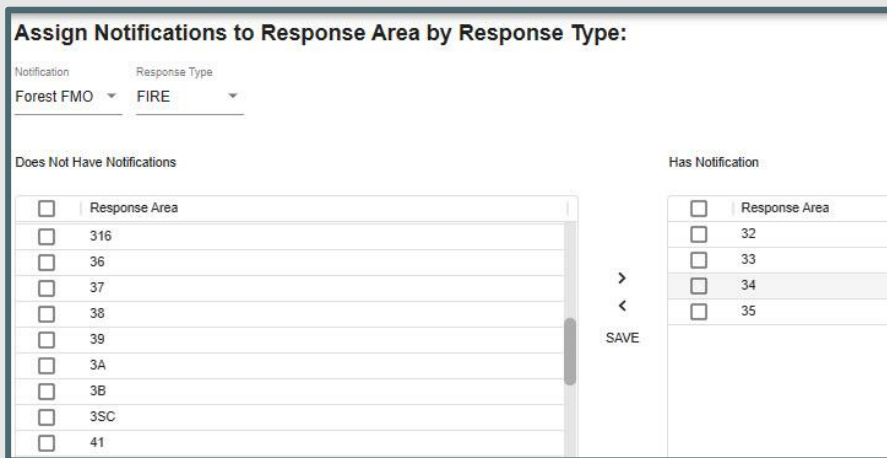 Assign Notifications to Response Area by Response Type:
Notification
Response Type
Forest FMO
FIRE
Does Not Have Notifications
Has Notification
Response Area
316
36
37
38
39
3A
3B
3SC
41
>
<
SAVE
Response Area
32
33
34
35